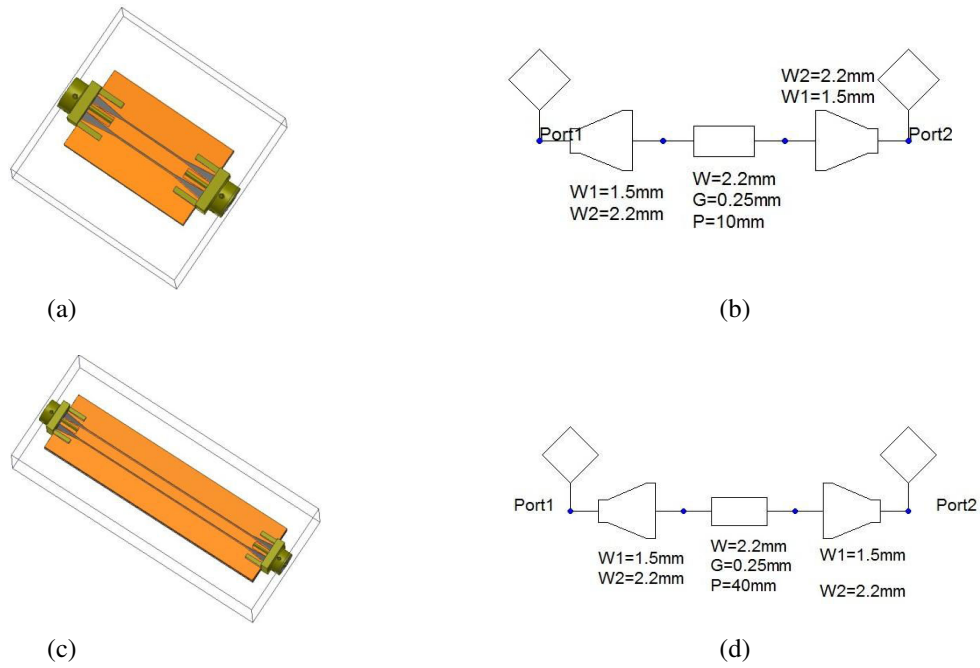 W2=2.2mm
W1=1.5mm
Port1
Port2
W1=1.5mm
W2=2.2mm
W=2.2mm
G=0.25mm
P=10mm
(a)
(b)
Port1
Port2
W1=1.5mm
W2=2.2mm
W=2.2mm
G=0.25mm
P=40mm
W1=1.5mm
W2=2.2mm
(c)
(d)